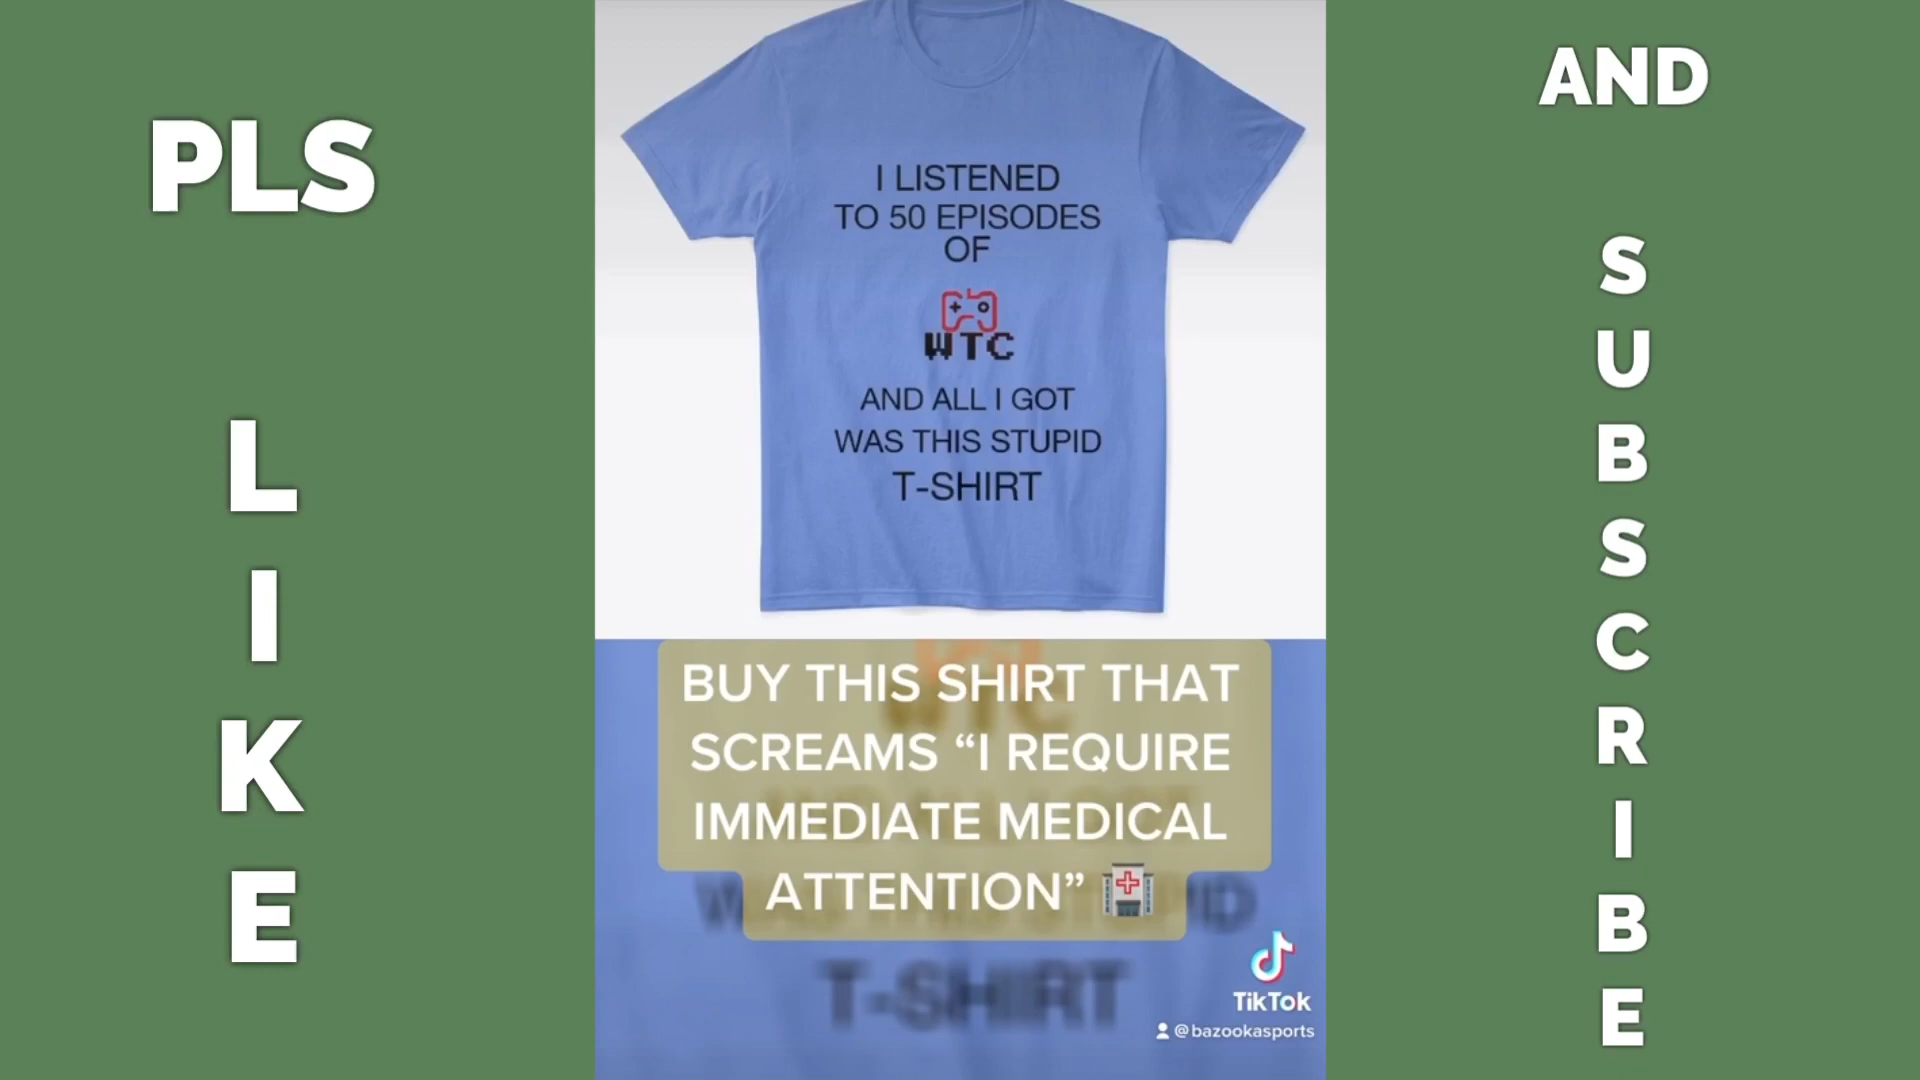 PLS
L
I
K
E
I LISTENED
TO 50 EPISODES
OF
WTC
AND ALL I GOT
WAS THIS STUPID
T-SHIRT
BUY THIS SHIRT THAT
SCREAMS “I REQUIRE
IMMEDIATE MEDICAL
ATTENTION”
T-SHIRT
TikTok
@bazookasports
AND
S
U
B
S
C
R
I
B
E